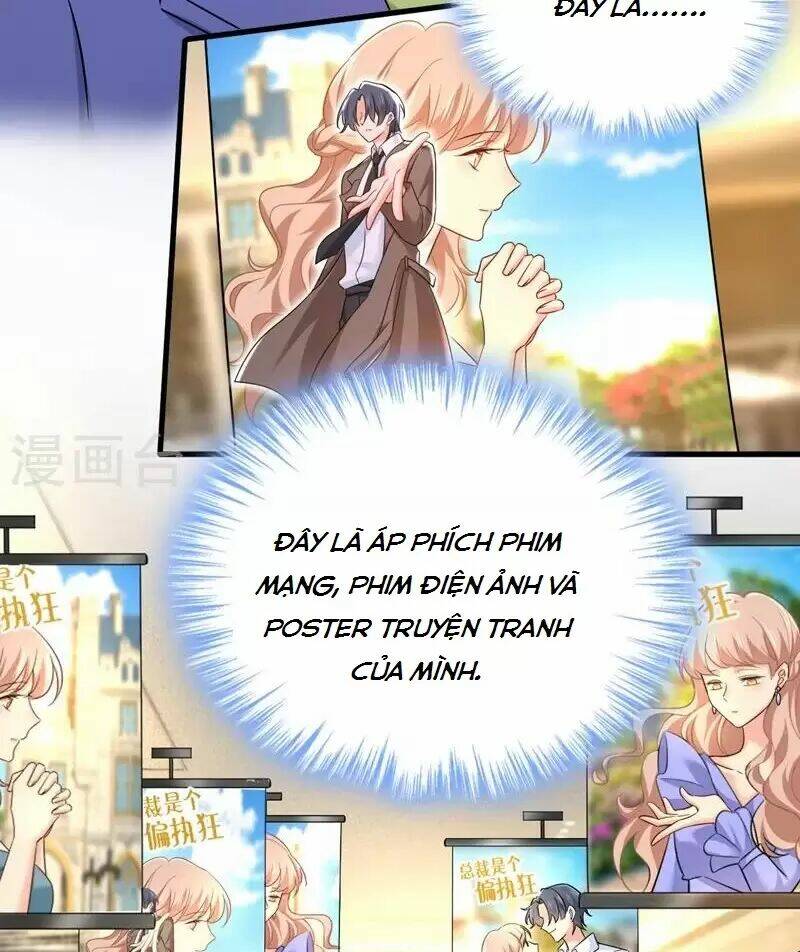 ĐÂY LÀ.......
漫画台
ĐÂY LÀ ÁP PHÍCH PHIM
MẠNG, PHIM ĐIỆN ẢNH VÀ
POSTER TRUYỆN TRANH
CỦA MÌNH.
是个
执狂
狂
裁是个
偏执狂
总裁是个
偏执狂